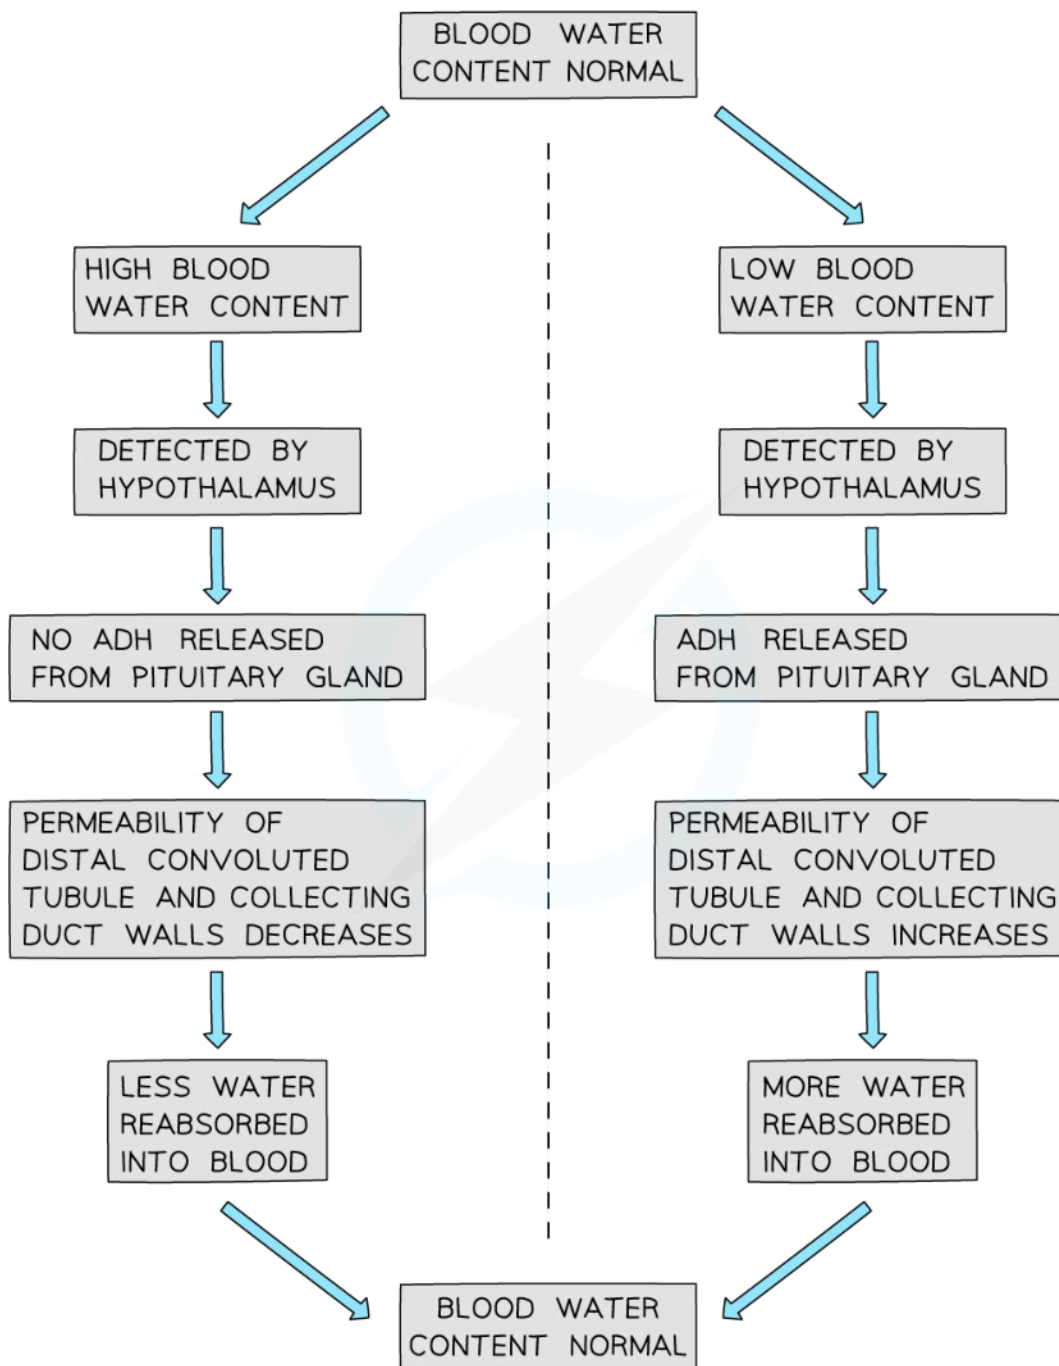 BLOOD WATER
CONTENT NORMAL
HIGH BLOOD
WATER CONTENT
DETECTED BY
HYPOTHALAMUS
NO ADH RELEASED
FROM PITUITARY GLAND
PERMEABILITY OF
DISTAL CONVOLUTED
TUBULE AND COLLECTING
DUCT WALLS DECREASES
LESS WATER
REABSORBED
INTO BLOOD
LOW BLOOD
WATER CONTENT
DETECTED BY
HYPOTHALAMUS
ADH RELEASED
FROM PITUITARY GLAND
PERMEABILITY OF
DISTAL CONVOLUTED
TUBULE AND COLLECTING
DUCT WALLS INCREASES
MORE WATER
REABSORBED
INTO BLOOD
BLOOD WATER
CONTENT NORMAL